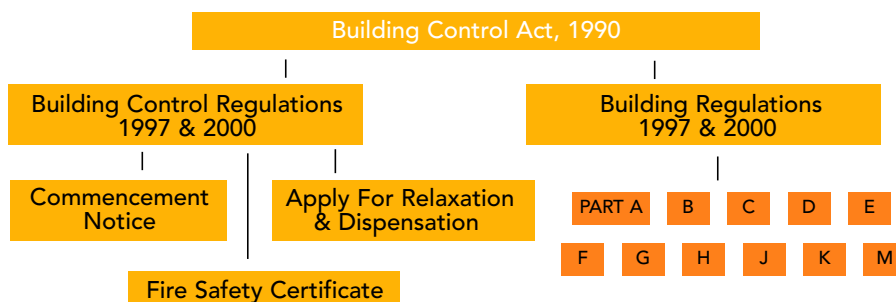 Building Control Act, 1990
Building Control Regulations
1997 & 2000
Building Regulations
1997 & 2000
Commencement
Notice
Apply For Relaxation
& Dispensation
Fire Safety Certificate
PART A B C D E
F G H J K M